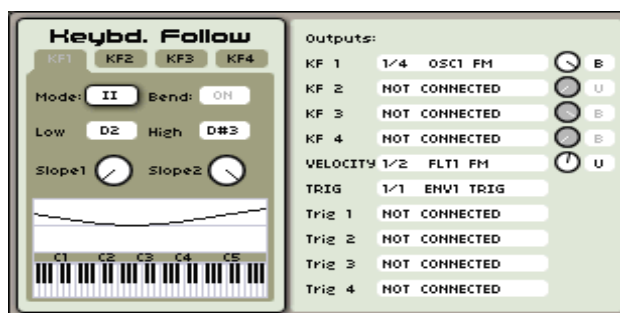 Keybd. Follow
KF1 KF2 KF3 KF4
Mode: II Bend: ON
Low D2 High D#3
Slope1 Slope2
C1 C2 C3 C4 C5
Outputs:
KF 1 1/4 OSC1 FM B
KF 2 NOT CONNECTED U
KF 3 NOT CONNECTED B
KF 4 NOT CONNECTED B
VELOCITY 1/2 FLT1 FM U
TRIG 1/1 ENV1 TRIG
Trig 1 NOT CONNECTED
Trig 2 NOT CONNECTED
Trig 3 NOT CONNECTED
Trig 4 NOT CONNECTED